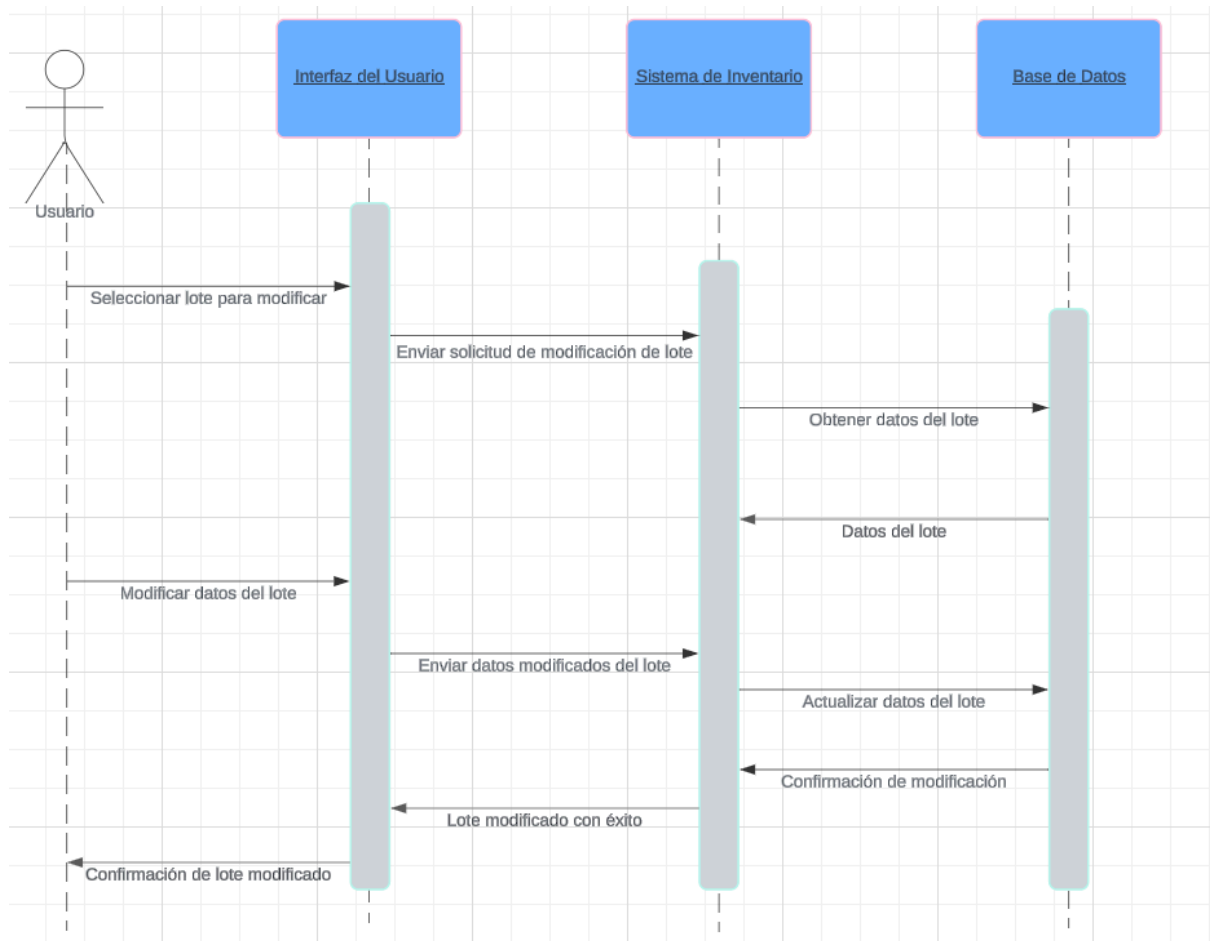 Interfaz del Usuario
Sistema de Inventario
Base de Datos
Usuario
Seleccionar lote para modificar
Enviar solicitud de modificación de lote
Obtener datos del lote
Datos del lote
Modificar datos del lote
Enviar datos modificados del lote
Actualizar datos del lote
Confirmación de modificación
Lote modificado con éxito
Confirmación de lote modificado